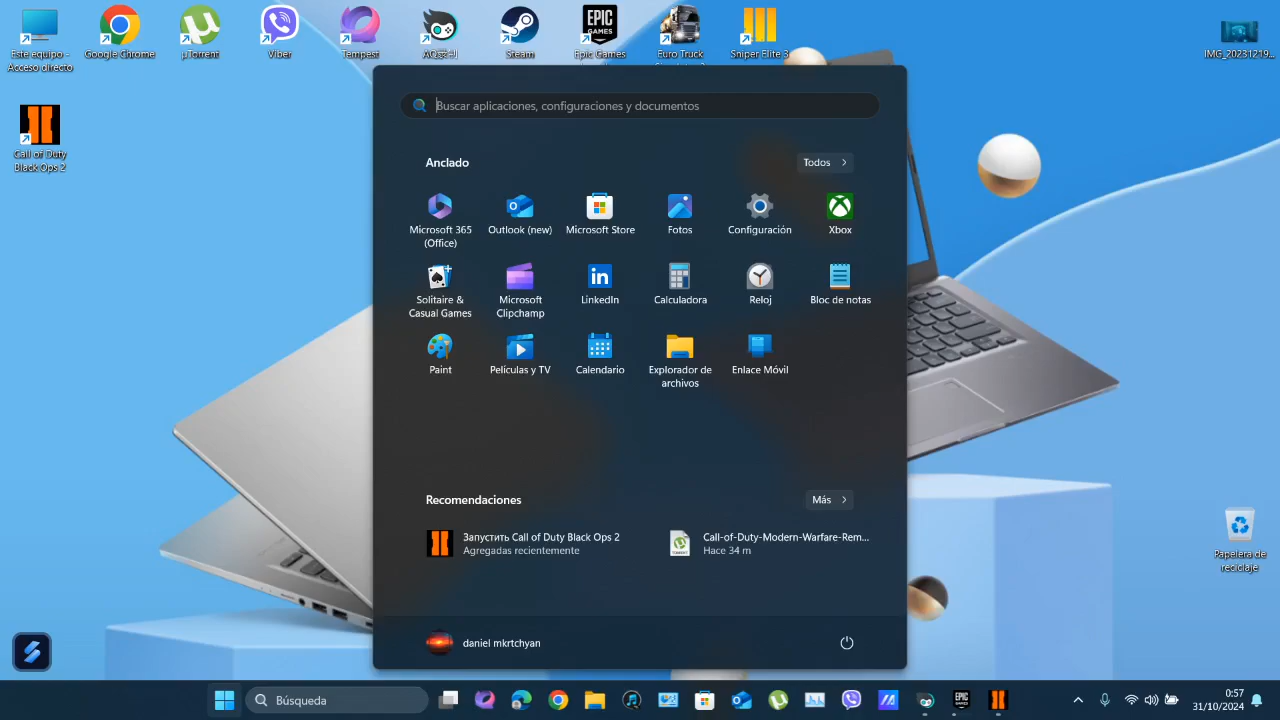 Este equipo -
Acceso directo
Google Chrome
µTorrent
Viber
Tempest
Steam
EPIC
GAMES
Epic Games
Euro Truck
Sniper Elite 3
IMG_20231219...
Call of Duty
Black Ops 2
Buscar aplicaciones, configuraciones y documentos
Anclado
Todos
Microsoft 365
(Office)
Outlook (new)
Microsoft Store
Fotos
Configuración
Xbox
Solitaire &
Casual Games
Microsoft
Clipchamp
LinkedIn
Calculadora
Reloj
Bloc de notas
Paint
Películas y TV
Calendario
Explorador de
archivos
Enlace Móvil
Recomendaciones
Más
Запустить Call of Duty Black Ops 2
Agregadas recientemente
Call-of-Duty-Modern-Warfare-Rem...
Hace 34 m
Papelera de
reciclaje
daniel mkrtchyan
Búsqueda
0:57
31/10/2024